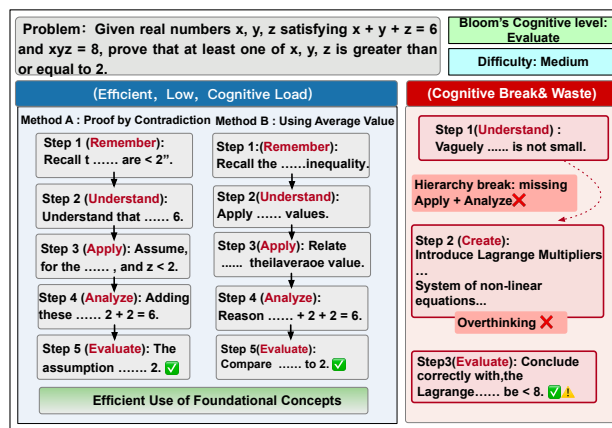 Problem: Given real numbers x, y, z satisfying x + y + z = 6
and xyz = 8, prove that at least one of x, y, z is greater than
or equal to 2.
Bloom's Cognitive level:
Evaluate
Difficulty: Medium
(Efficient, Low, Cognitive Load)
Method A : Proof by Contradiction
Step 1 (Remember):
Recall t ...... are < 2”.
Step 2 (Understand):
Understand that ...... 6.
Step 3 (Apply): Assume,
for the ...... , and z < 2.
Step 4 (Analyze): Adding
these ...... 2 + 2 = 6.
Step 5 (Evaluate): The
assumption ....... 2. ✅
Method B : Using Average Value
Step 1:(Remember):
Recall the ......inequality.
Step 2(Understand):
Apply ...... values.
Step 3(Apply): Relate
...... theilaveraoe value.
Step 4 (Analyze):
Reason ...... + 2 + 2 = 6.
Step 5(Evaluate):
Compare ...... to 2. ✅
Efficient Use of Foundational Concepts
(Cognitive Break& Waste)
Step 1(Understand) :
Vaguely ...... is not small.
Hierarchy break: missing
Apply + Analyze❌
Step 2 (Create):
Introduce Lagrange Multipliers
...
System of non-linear
equations...
Overthinking ❌
Step3(Evaluate): Conclude
correctly with,the
Lagrange...... be < 8. ✅⚠️